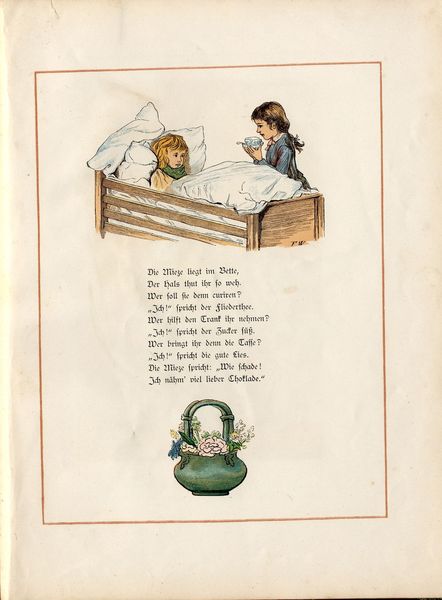 Die Mieze liegt im Bette,
Der Hals thut ihr so weh.
Wer soll sie denn curiren?
„Ich!“ spricht der Fliederthee.
Wer hilft den Trank ihr nehmen?
„Ich!“ spricht der Zucker süß.
Wer bringt ihr denn die Tasse?
„Ich!“ spricht die gute Lies.
Die Mieze spricht: „Wie schade!
Ich nähm' viel lieber Choklade.“